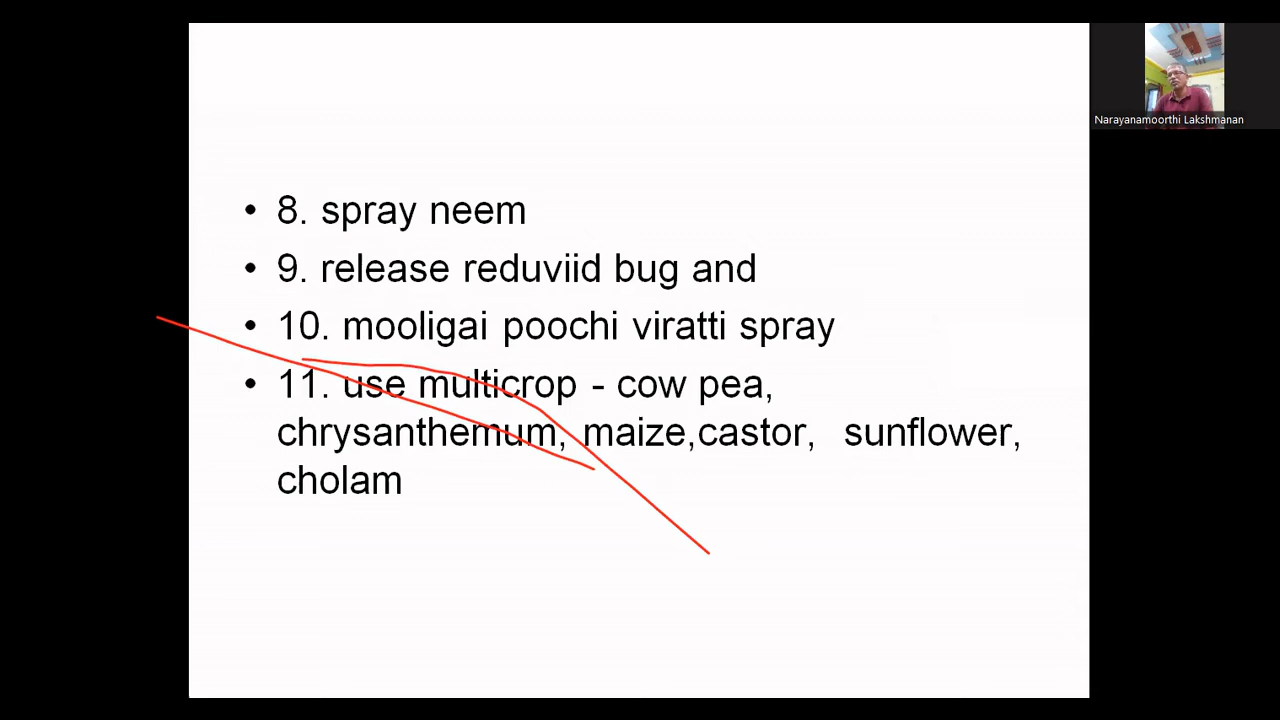 Narayanamoorthi Lakshmanan
• 8. spray neem
• 9. release reduviid bug and
• 10. mooligai poochi viratti spray
• 11. use multicrop - cow pea,
chrysanthemum, maize,castor, sunflower,
cholam